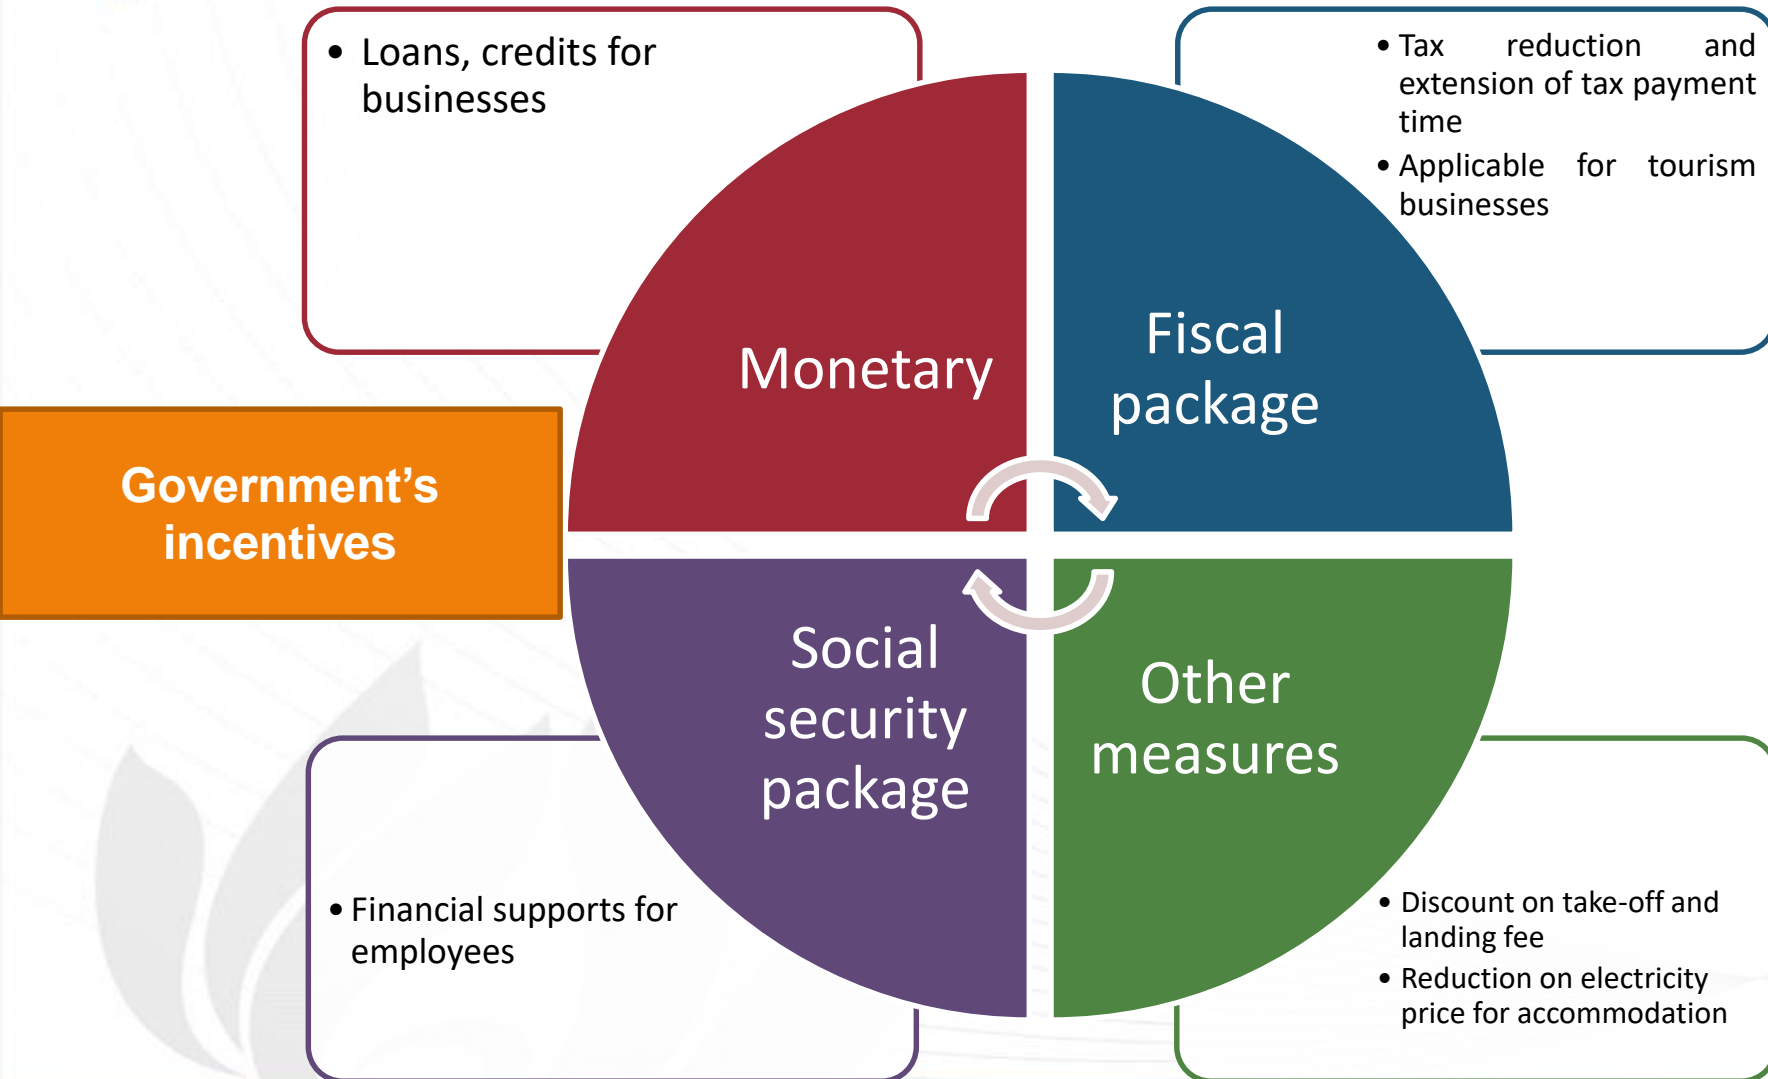 • Loans, credits for
businesses
• Tax reduction and
extension of tax payment
time
• Applicable for tourism
businesses
Monetary
Fiscal
package
Government’s
incentives
Social
security
package
Other
measures
• Financial supports for
employees
• Discount on take-off and
landing fee
• Reduction on electricity
price for accommodation